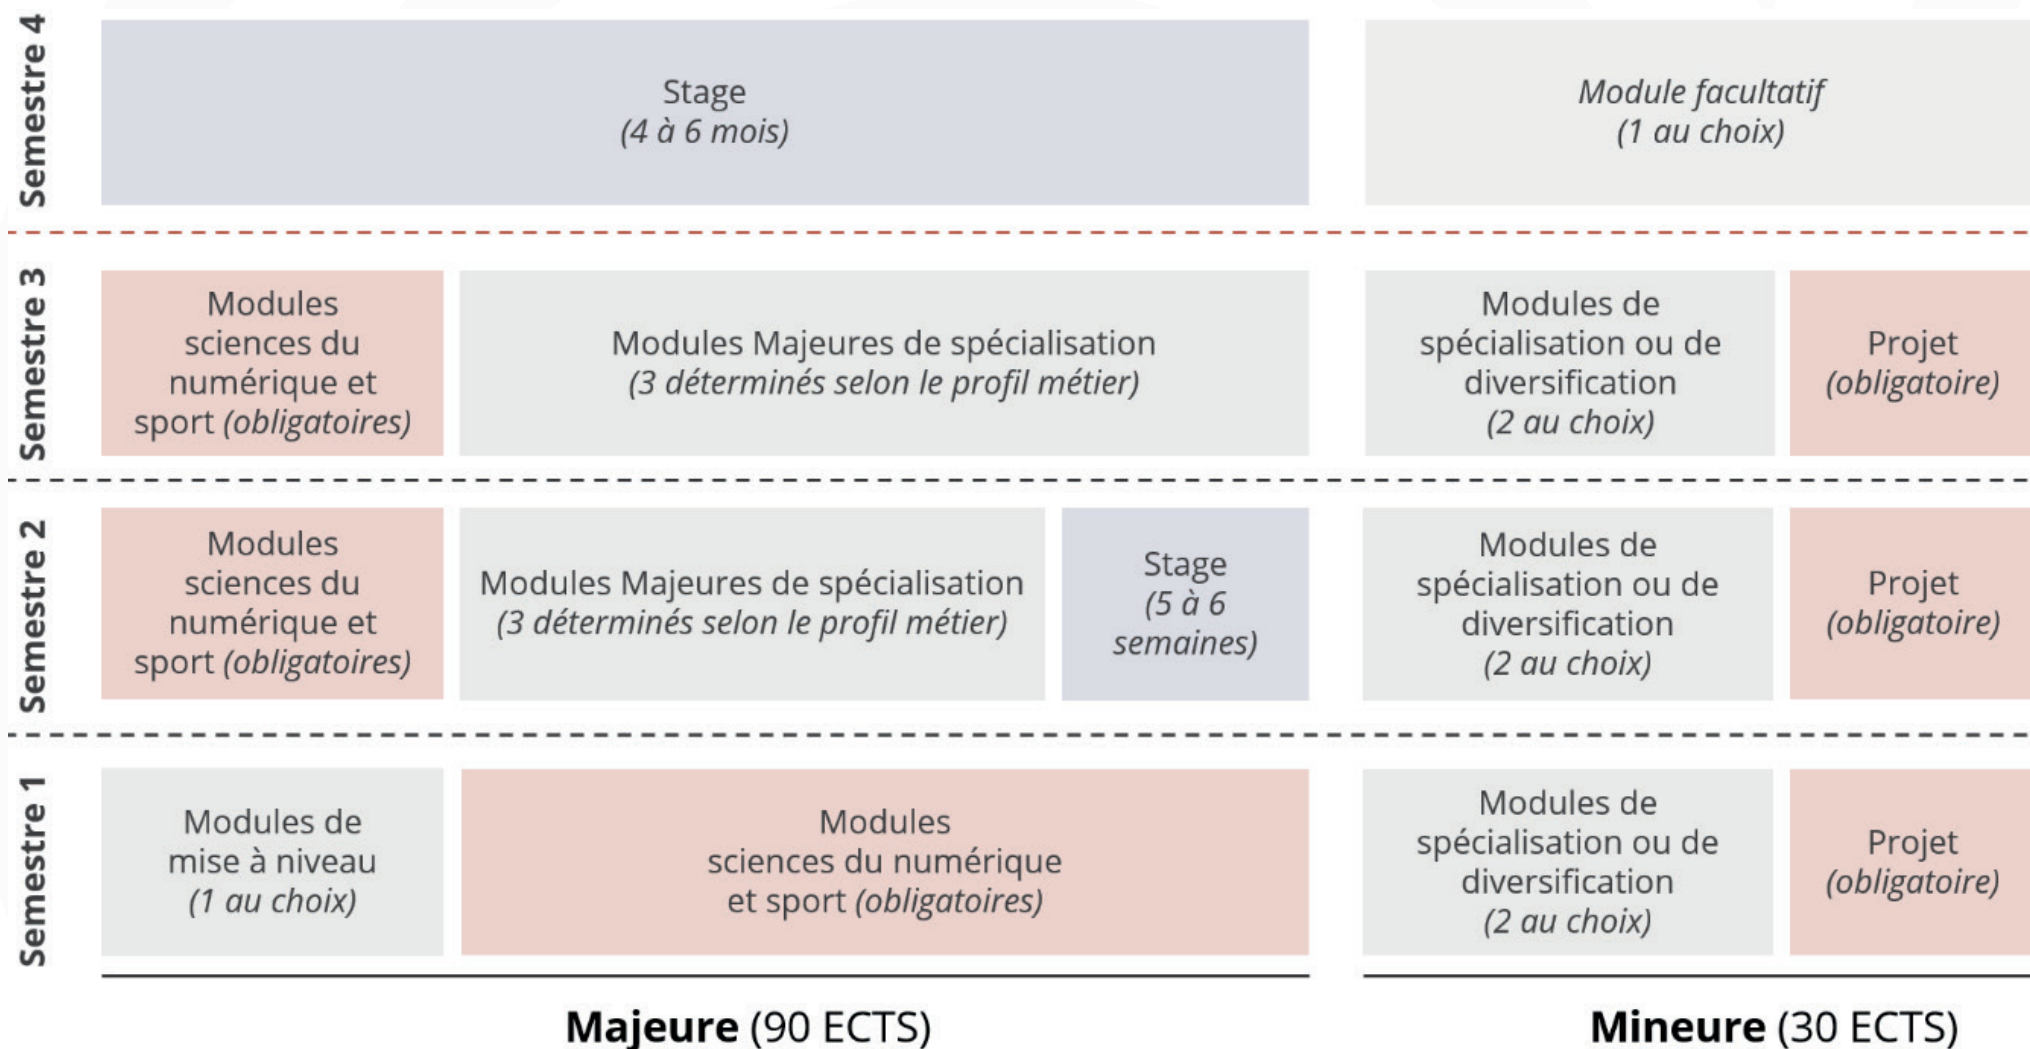 Semestre 4
Stage
(4 à 6 mois)
Module facultatif
(1 au choix)
Semestre 3
Modules
sciences du
numérique et
sport (obligatoires)
Modules Majeures de spécialisation
(3 déterminés selon le profil métier)
Modules de
spécialisation ou de
diversification
(2 au choix)
Projet
(obligatoire)
Semestre 2
Modules
sciences du
numérique et
sport (obligatoires)
Modules Majeures de spécialisation
(3 déterminés selon le profil métier)
Stage
(5 à 6
semaines)
Modules de
spécialisation ou de
diversification
(2 au choix)
Projet
(obligatoire)
Semestre 1
Modules de
mise à niveau
(1 au choix)
Modules
sciences du numérique
et sport (obligatoires)
Modules de
spécialisation ou de
diversification
(2 au choix)
Projet
(obligatoire)
Majeure (90 ECTS)
Mineure (30 ECTS)